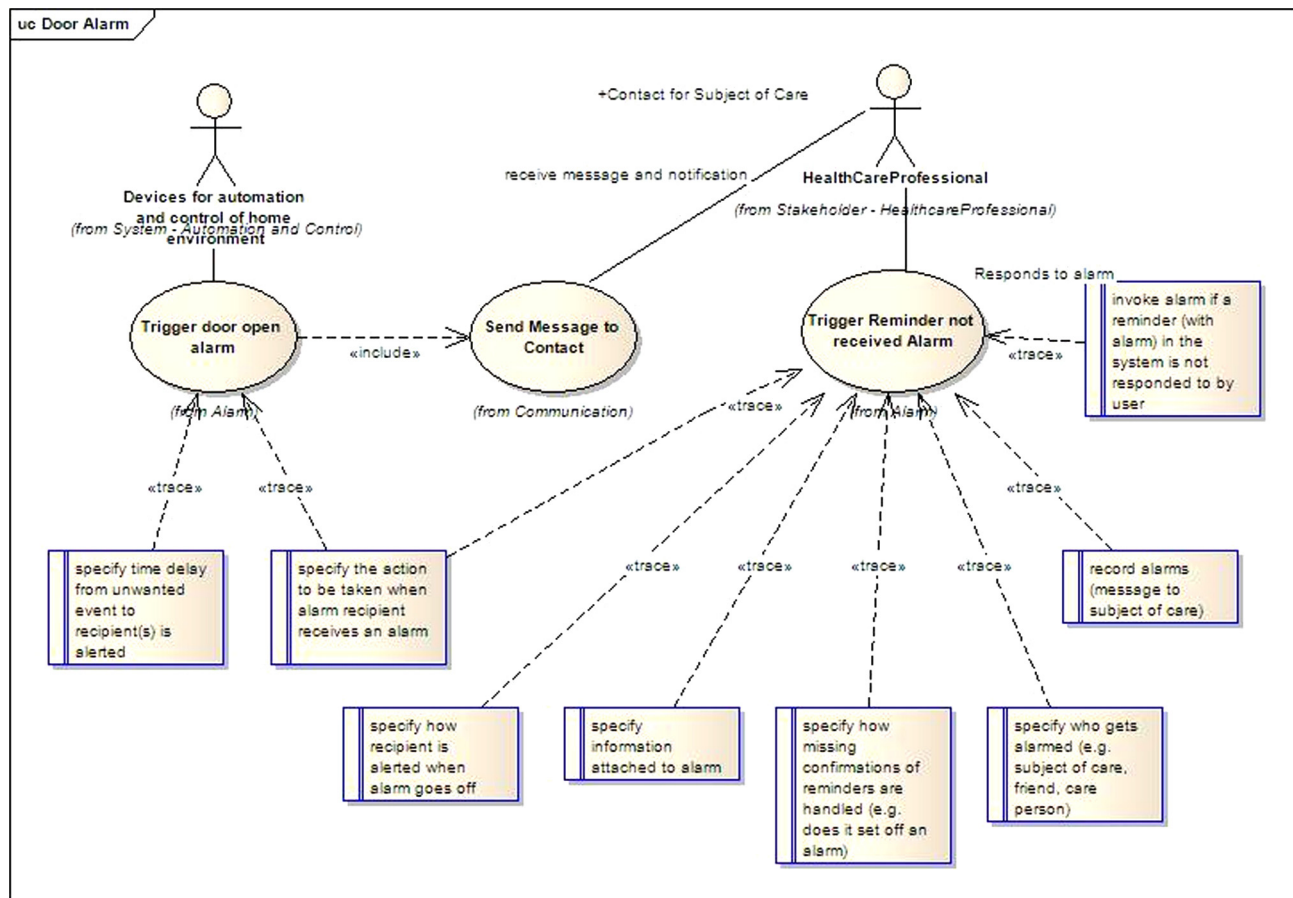 uc Door Alarm
+Contact for Subject of Care
receive message and notification
Devices for automation
and control of home
environment
(from System - Automation and Control)
HealthCareProfessional
(from Stakeholder - HealthcareProfessional)
Responds to alarm
Trigger door open
alarm
(from Alarm)
«include»
Send Message to
Contact
(from Communication)
Trigger Reminder not
received Alarm
(from Alarm)
«trace»
invoke alarm if a
reminder (with
alarm) in the
system is not
responded to by
user
«trace»
«trace»
«trace»
«trace»
«trace»
«trace»
«trace»
«trace»
«trace»
specify time delay
from unwanted
event to
recipient(s) is
alerted
specify the action
to be taken when
alarm recipient
receives an alarm
record alarms
(message to
subject of care)
specify how
recipient is
alerted when
alarm goes off
specify
information
attached to alarm
specify how
missing
confirmations of
reminders are
handled (e.g.
does it set off an
alarm)
specify who gets
alarmed (e.g.
subject of care,
friend, care
person)